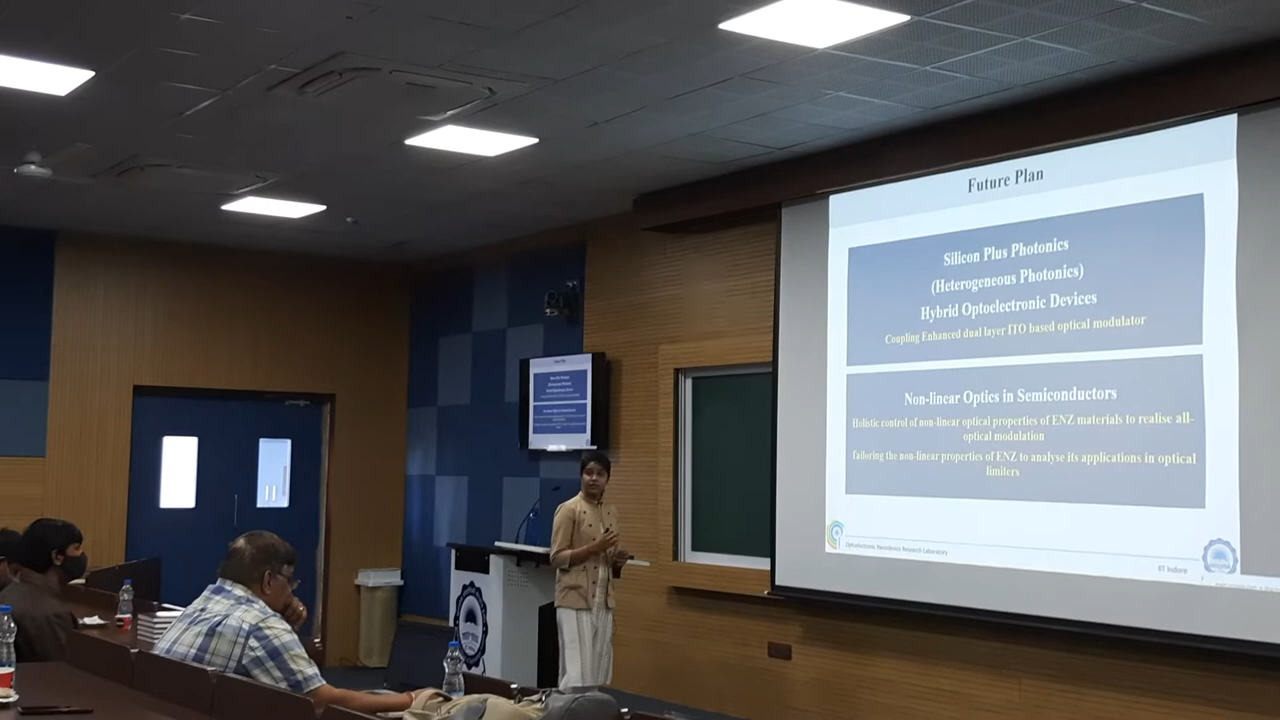 Future Plan
Silicon Plus Photonics
(Heterogeneous Photonics)
Hybrid Optoelectronic Devices
Coupling Enhanced dual layer ITO based optical modulator
Non-linear Optics in Semiconductors
Holistic control of non-linear optical properties of ENZ materials to realise all-
optical modulation
Tailoring the non-linear properties of ENZ to analyse its applications in optical
limiters
Optoelectronic Nanodevice Research Laboratory
IIT Indore